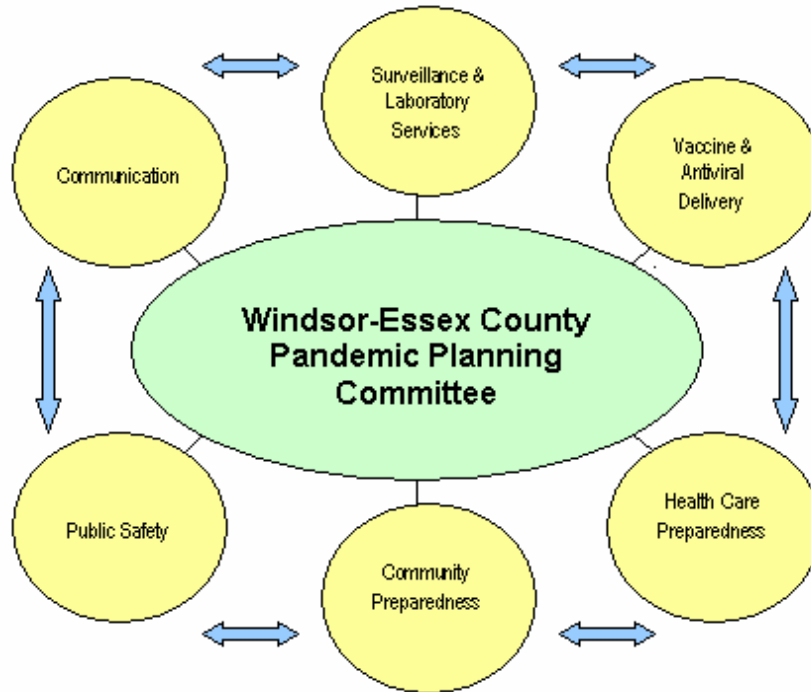 Surveillance &
Laboratory
Services
Communication
Vaccine &
Antiviral
Delivery
Windsor-Essex County
Pandemic Planning
Committee
Public Safety
Community
Preparedness
Health Care
Preparedness